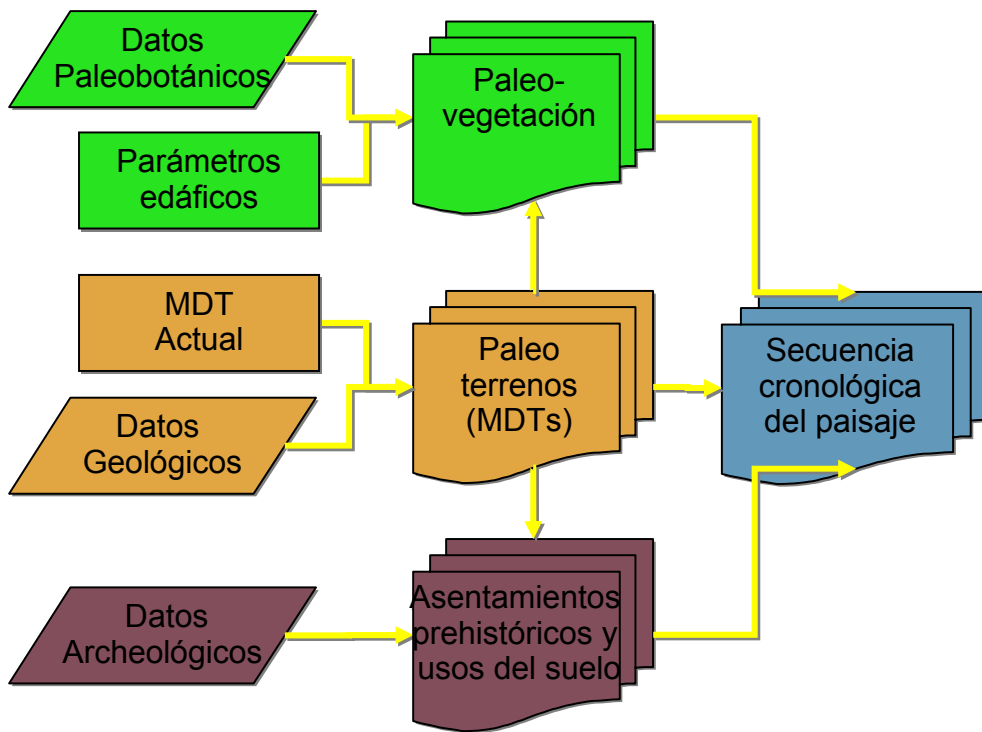 Datos
Paleobotánicos
Paleo-
vegetación
Parámetros
edáficos
MDT
Actual
Paleo
terrenos
(MDTs)
Secuencia
cronológica
del paisaje
Datos
Geológicos
Datos
Archeológicos
Asentamientos
prehistóricos y
usos del suelo